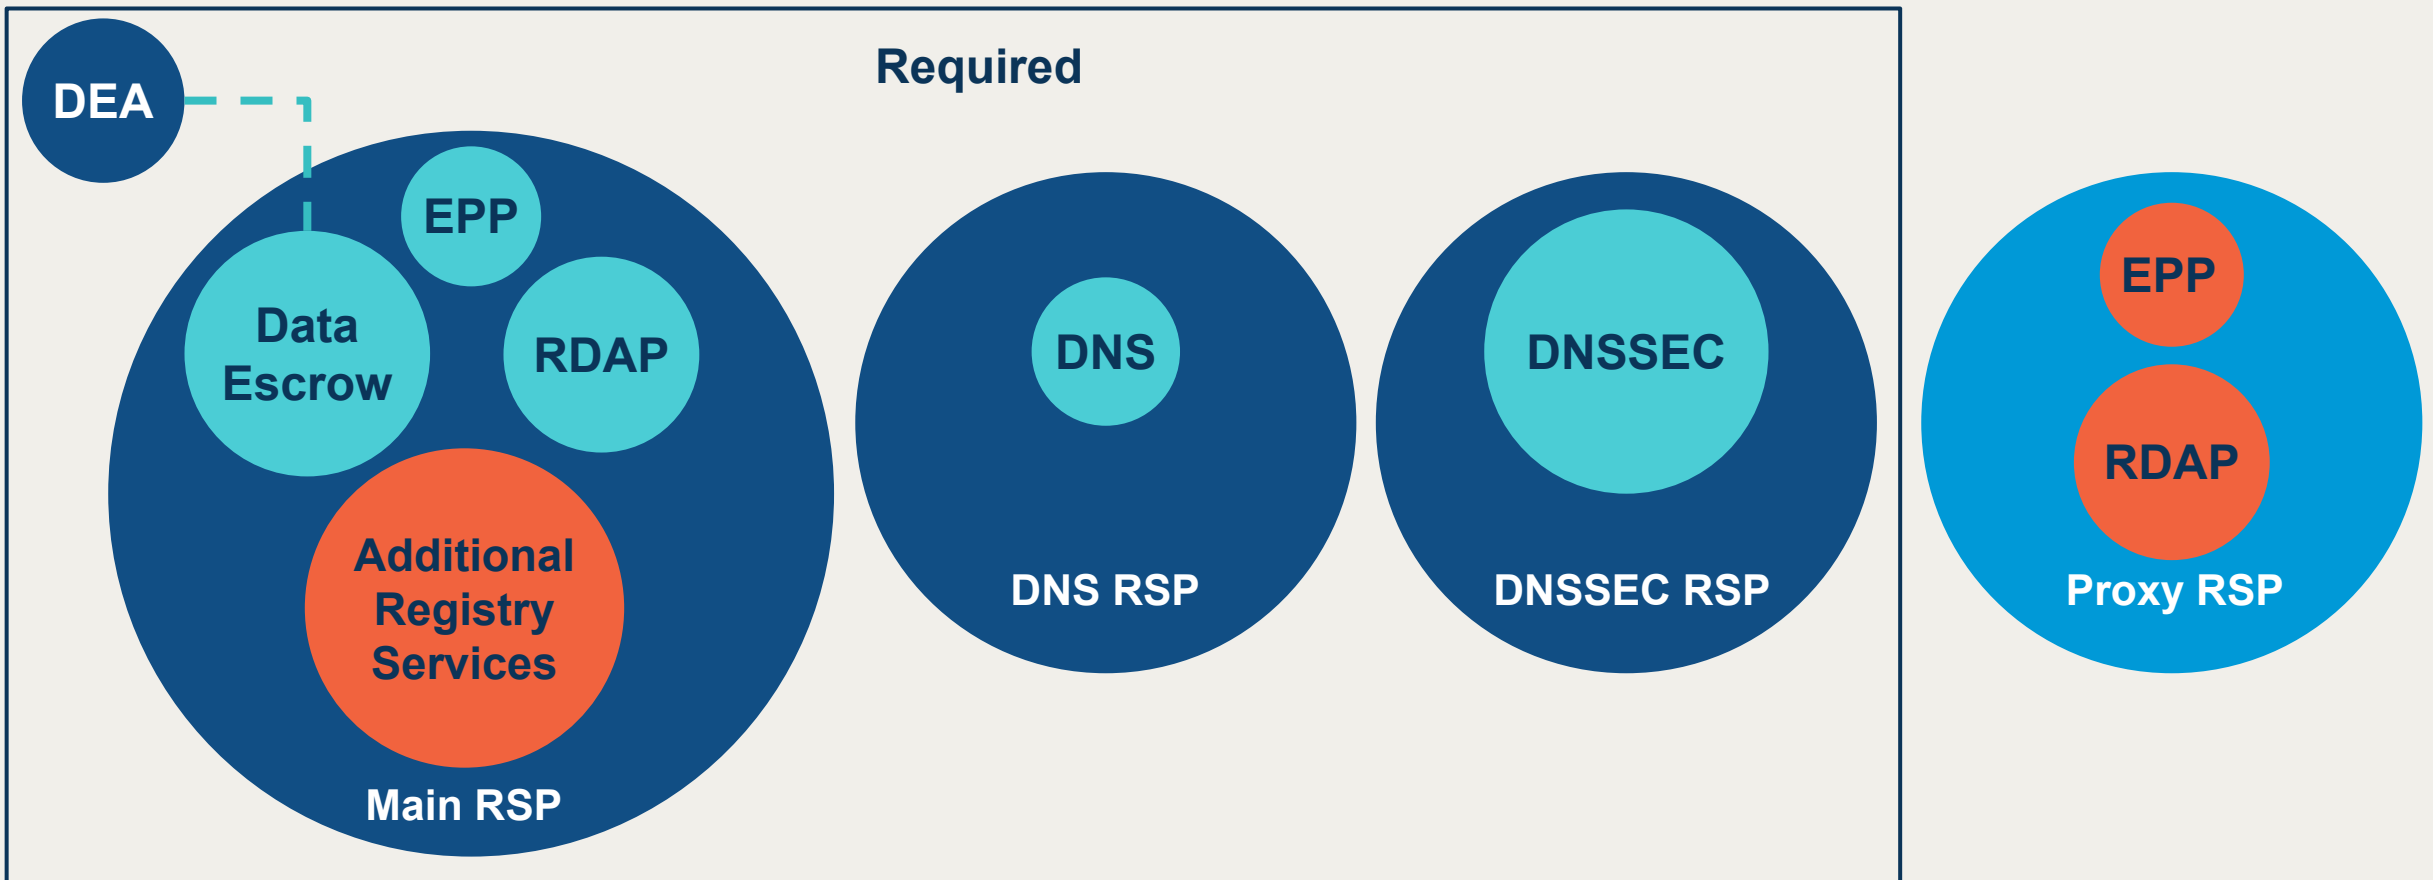 Required
DEA
EPP
Data
Escrow
RDAP
Additional
Registry
Services
Main RSP
DNS
DNS RSP
DNSSEC
DNSSEC RSP
EPP
RDAP
Proxy RSP